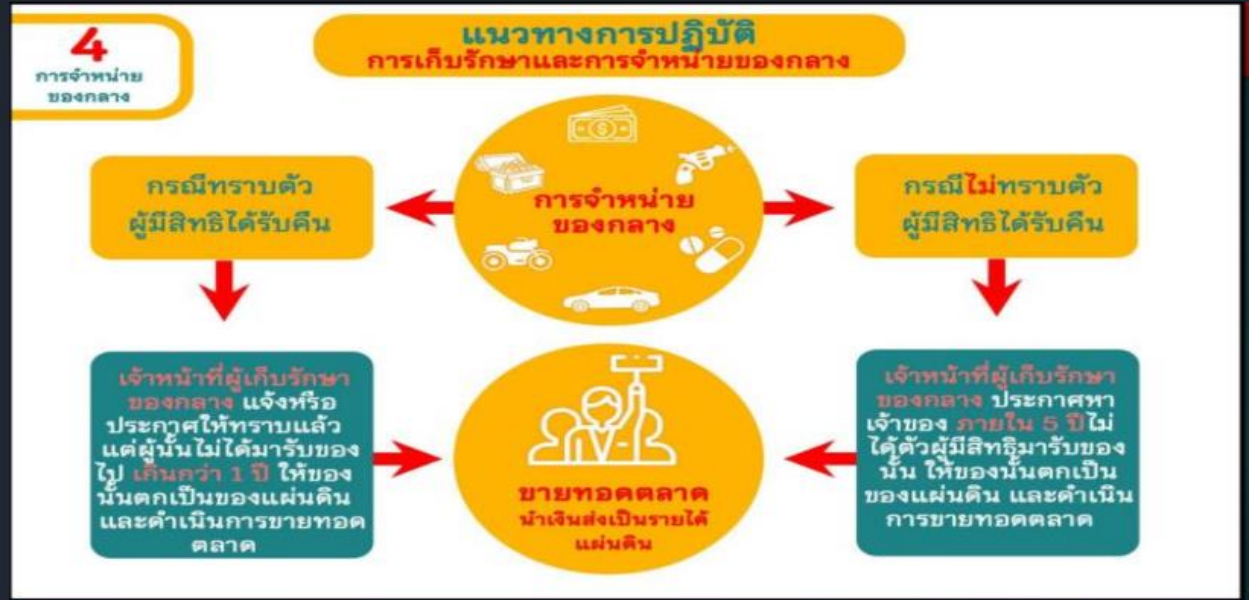 4
การจำหน่าย
ของกลาง
แนวทางการปฏิบัติ
การเก็บรักษาและการจำหน่ายของกลาง
กรณีทราบตัว
ผู้มีสิทธิได้รับคืน
การจำหน่าย
ของกลาง
กรณีไม่ทราบตัว
ผู้มีสิทธิได้รับคืน
เจ้าหน้าที่ผู้เก็บรักษา
ของกลาง แจ้งหรือ
ประกาศให้ทราบแล้ว
แต่ผู้นั้นไม่ได้มารับของ
ไป เกินกว่า 1 ปี ให้ของ
นั้นตกเป็นของแผ่นดิน
และดำเนินการขายทอด
ตลาด
ขายทอดตลาด
นำเงินส่งเป็นรายได้
แผ่นดิน
เจ้าหน้าที่ผู้เก็บรักษา
ของกลาง ประกาศหา
เจ้าของ ภายใน 5 ปีไม่
ได้ตัวผู้มีสิทธิมารับของ
นั้น ให้ของนั้นตกเป็น
ของแผ่นดิน และดำเนิน
การขายทอดตลาด